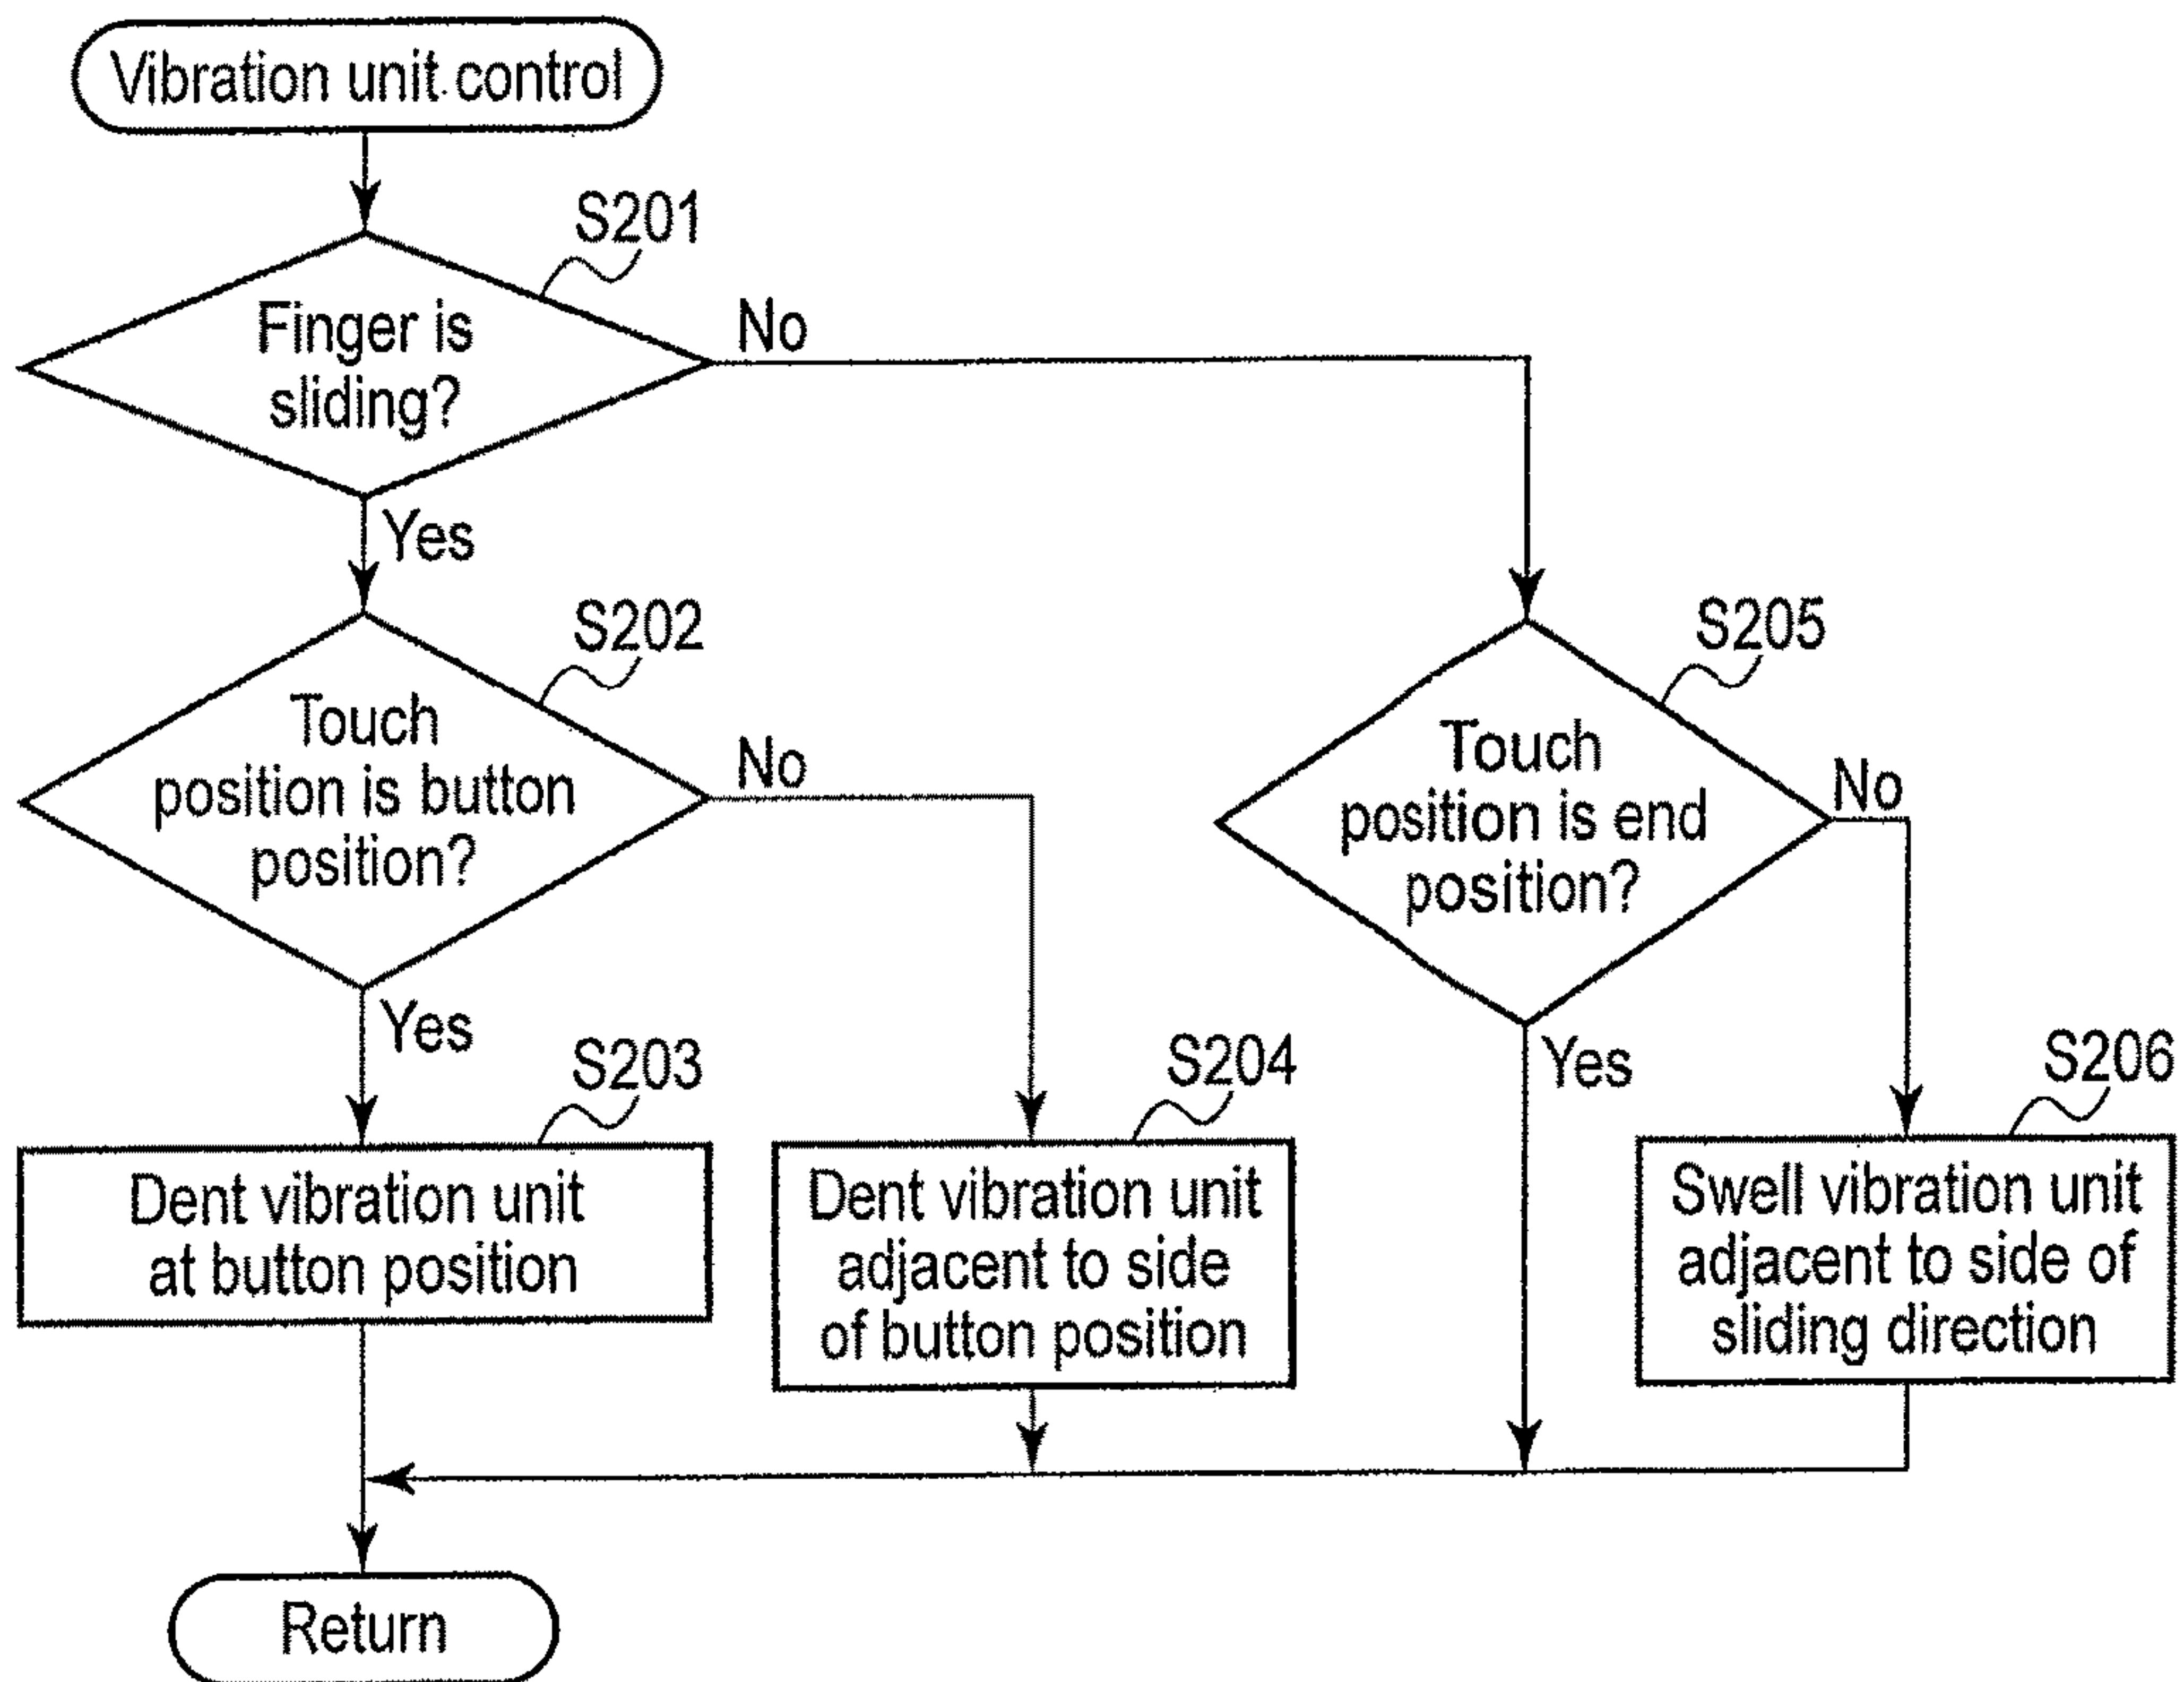 Vibration unit control
S201
Finger is
sliding?
No
Yes
S202
Touch
position is button
position?
No
Yes
S205
Touch
position is end
position?
No
Yes
S203
Dent vibration unit
at button position
S204
Dent vibration unit
adjacent to side
of button position
S206
Swell vibration unit
adjacent to side of
sliding direction
Return